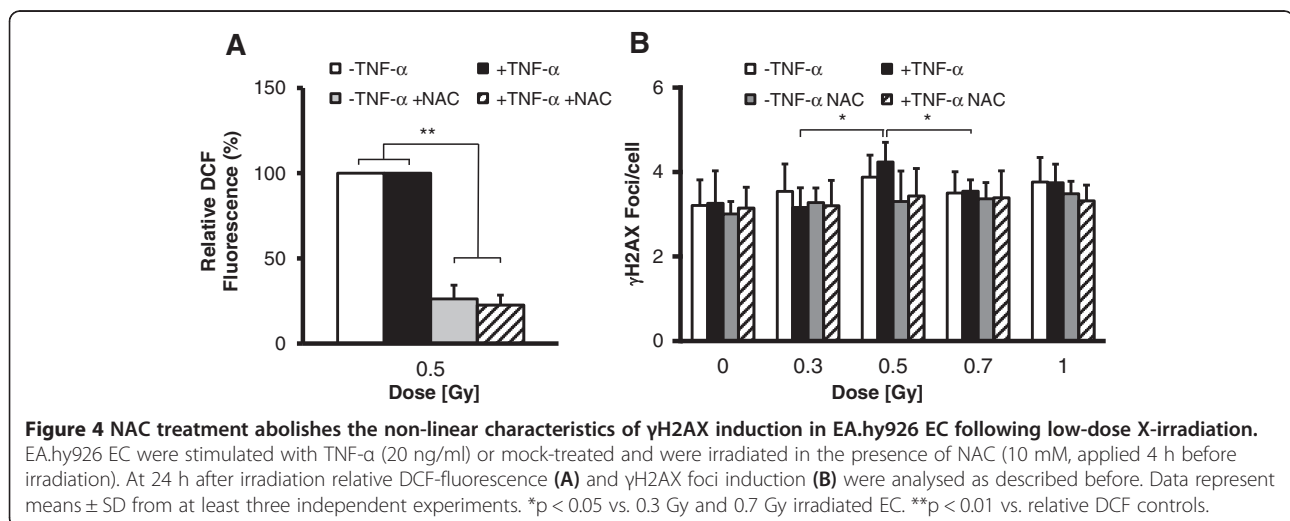 A
-TNF-α +TNF-α
-TNF-α +NAC +TNF-α +NAC
150
100
50
0
**
Relative DCF
Fluorescence (%)
0.5
Dose [Gy]
B
-TNF-α +TNF-α
-TNF-α NAC +TNF-α NAC
6
4
2
0
* *
γH2AX Foci/cell
0 0.3 0.5 0.7 1
Dose [Gy]
Figure 4 NAC treatment abolishes the non-linear characteristics of γH2AX induction in EA.hy926 EC following low-dose X-irradiation.
EA.hy926 EC were stimulated with TNF-α (20 ng/ml) or mock-treated and were irradiated in the presence of NAC (10 mM, applied 4 h before
irradiation). At 24 h after irradiation relative DCF-fluorescence (A) and γH2AX foci induction (B) were analysed as described before. Data represent
means ± SD from at least three independent experiments. *p < 0.05 vs. 0.3 Gy and 0.7 Gy irradiated EC. **p < 0.01 vs. relative DCF controls.